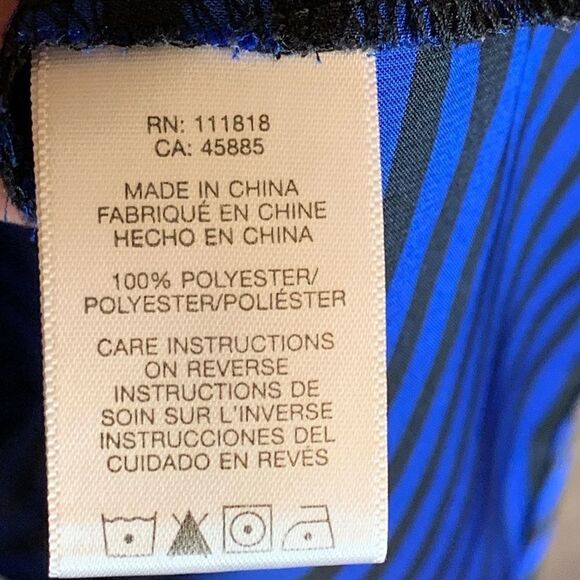 RN: 111818
CA: 45885
MADE IN CHINA
FABRIQUÉ EN CHINE
HECHO EN CHINA
100% POLYESTER/
POLYESTER/POLIÉSTER
CARE INSTRUCTIONS
ON REVERSE
INSTRUCTIONS DE
SOIN SUR L'INVERSE
INSTRUCCIONES DEL
CUIDADO EN REVÉS